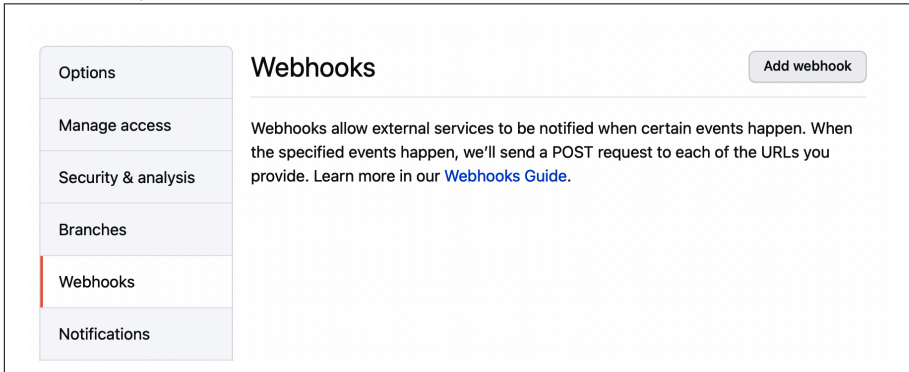 Options
Manage access
Security & analysis
Branches
Webhooks
Notifications
Webhooks
Add webhook
Webhooks allow external services to be notified when certain events happen. When
the specified events happen, we’ll send a POST request to each of the URLs you
provide. Learn more in our Webhooks Guide.